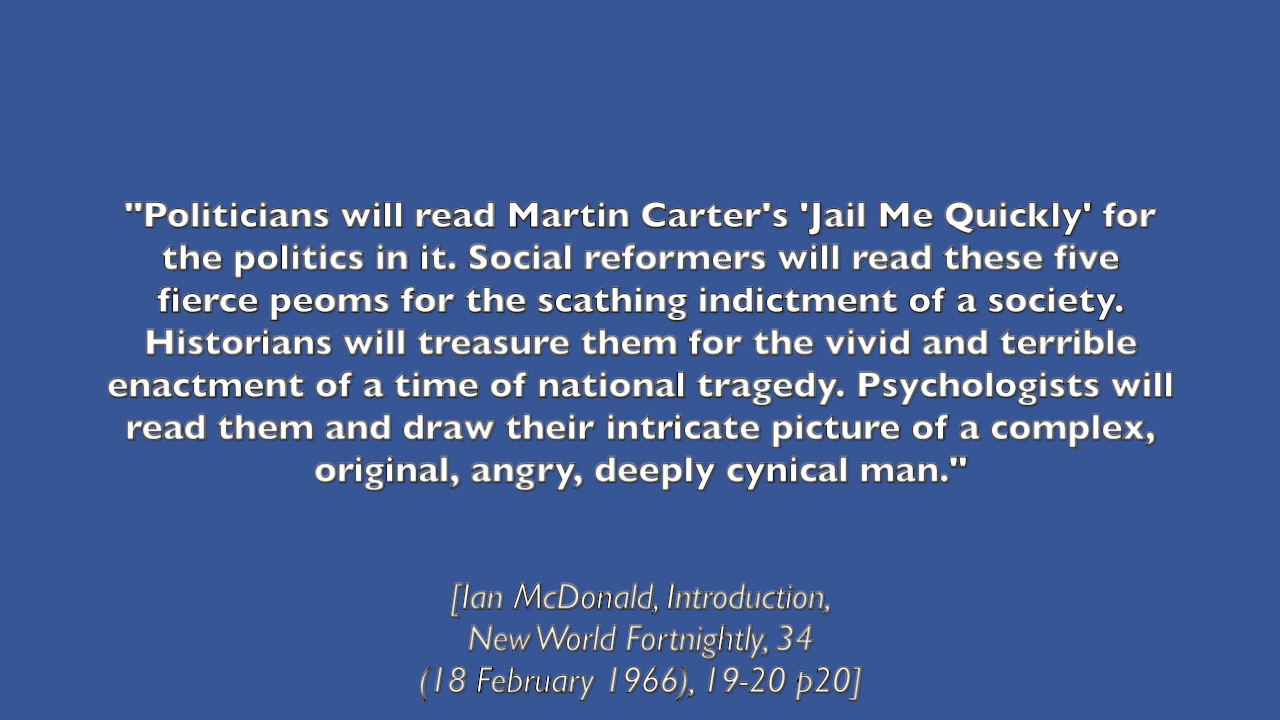 "Politicians will read Martin Carter's 'Jail Me Quickly' for
the politics in it. Social reformers will read these five
fierce peoms for the scathing indictment of a society.
Historians will treasure them for the vivid and terrible
enactment of a time of national tragedy. Psychologists will
read them and draw their intricate picture of a complex,
original, angry, deeply cynical man."
[Ian McDonald, Introduction,
New World Fortnightly, 34
(18 February 1966), 19-20 p20]